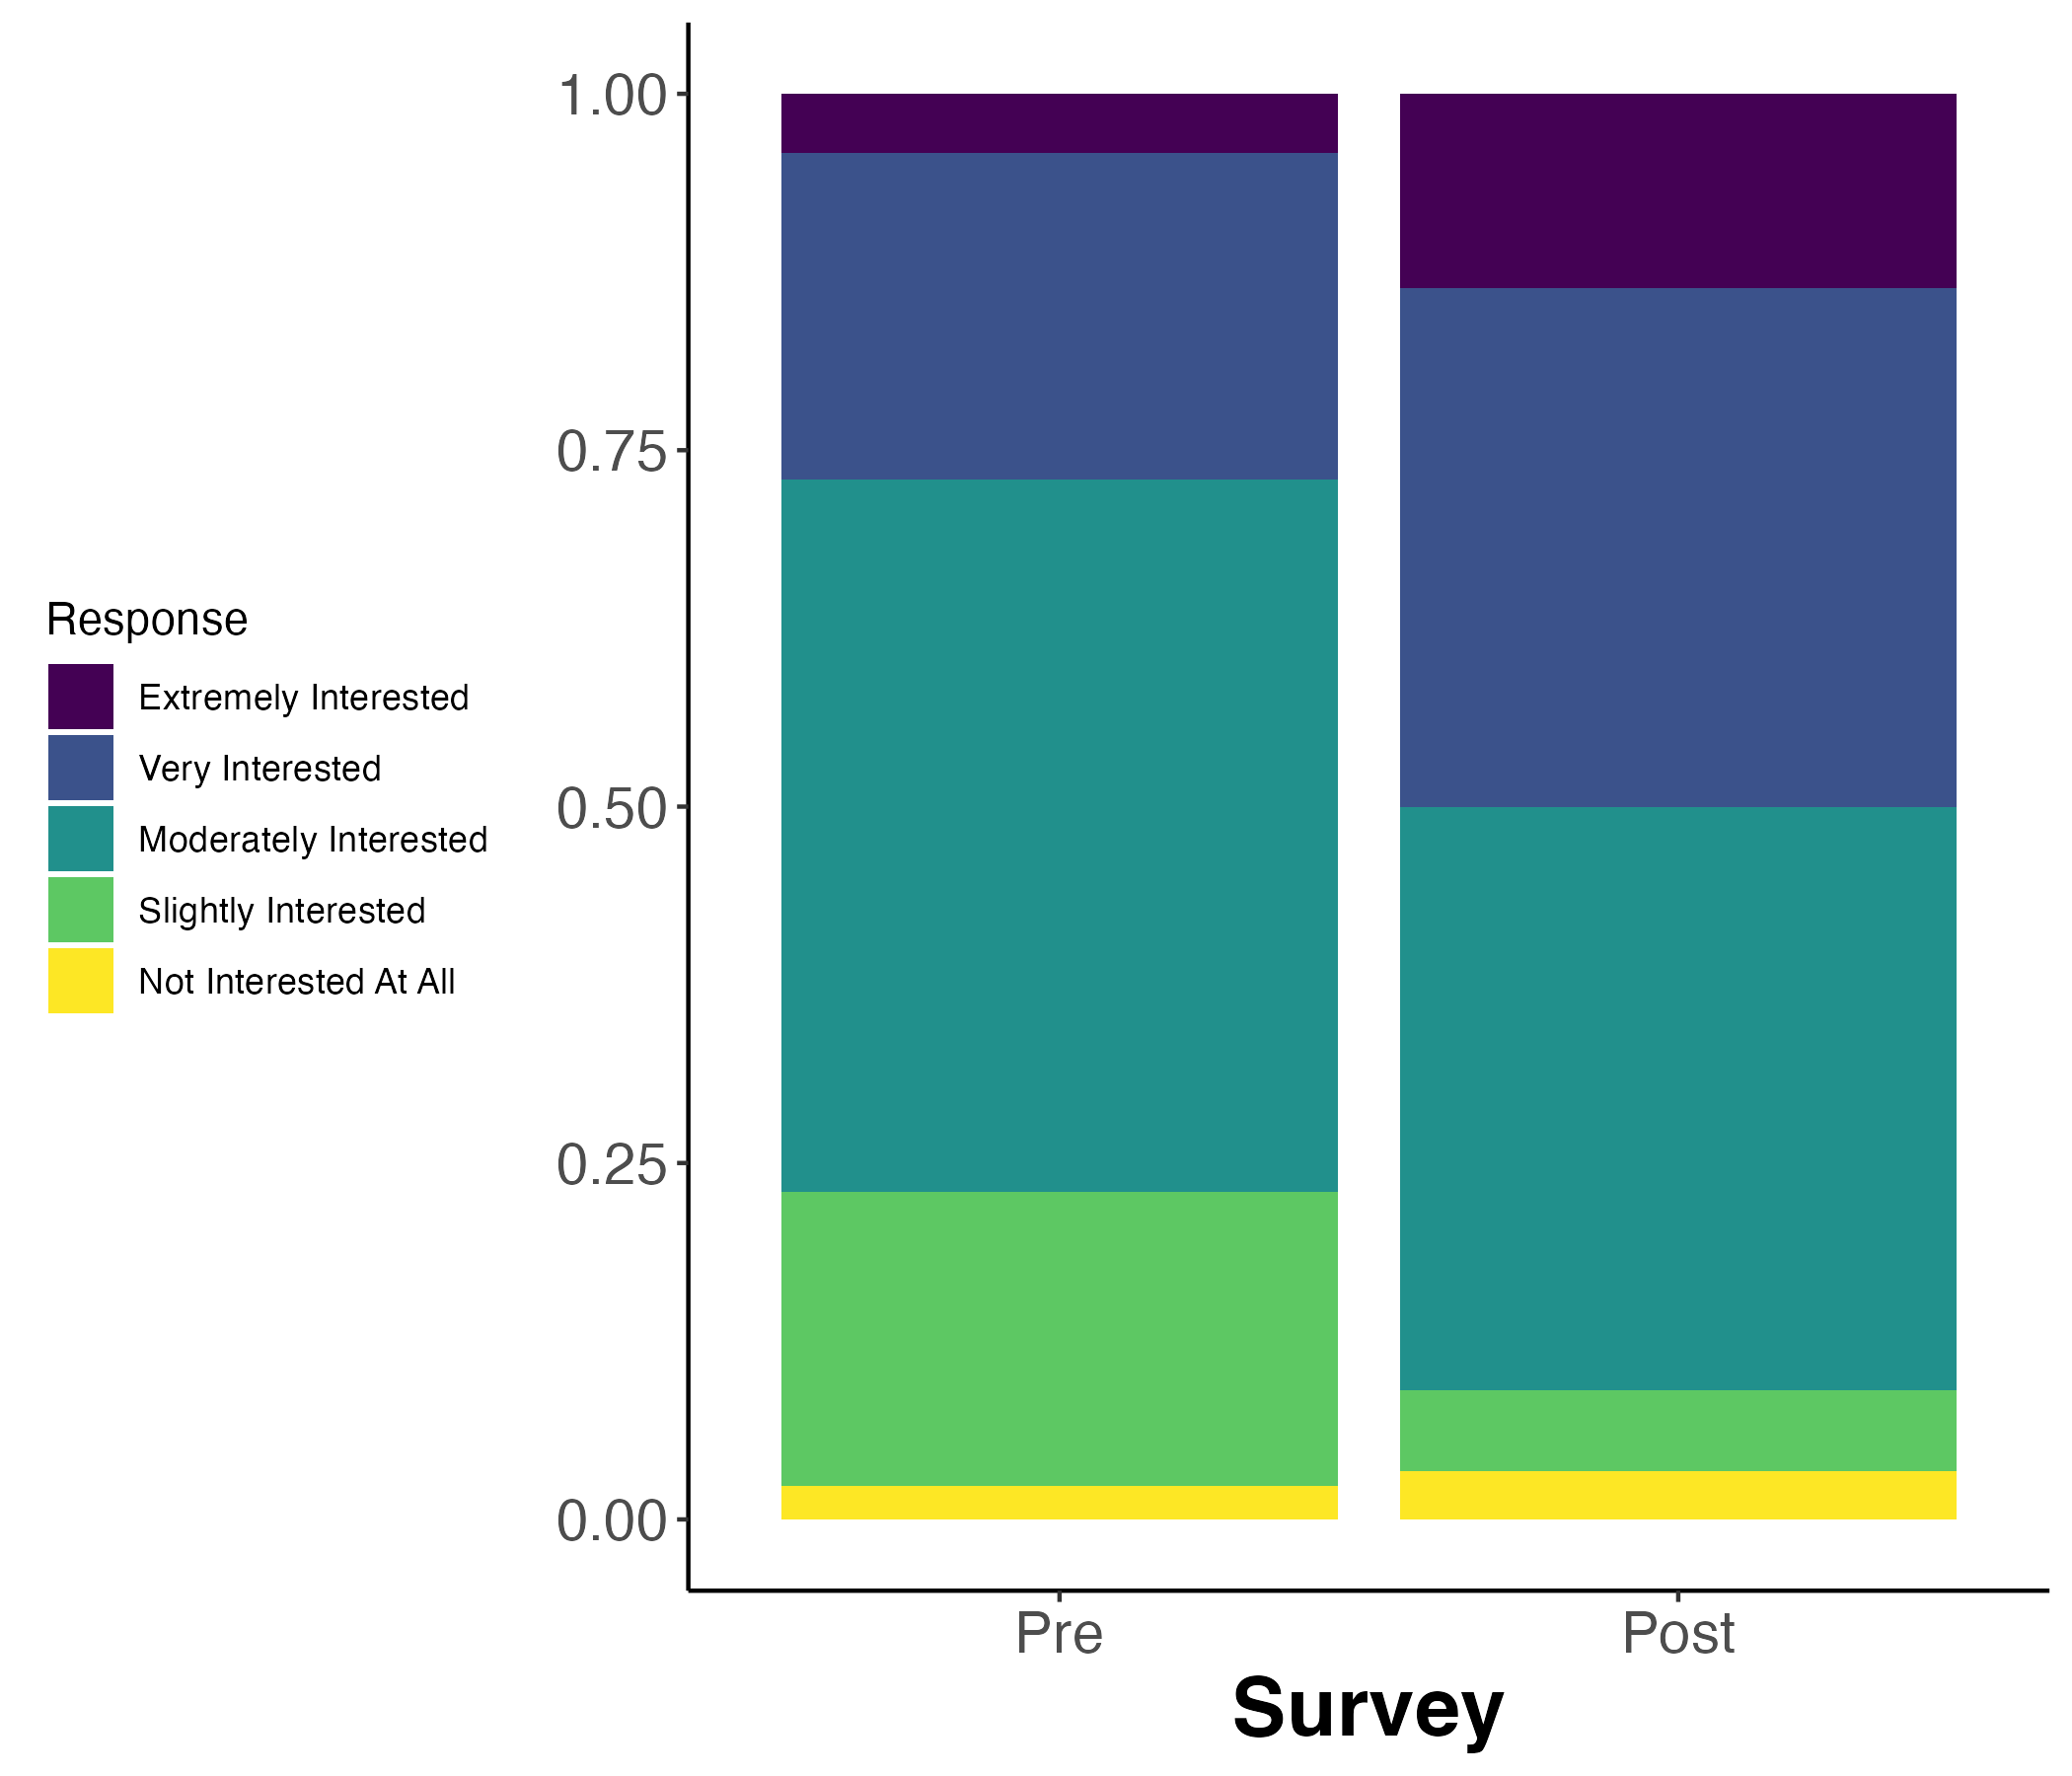 Response
Extremely Interested
Very Interested
Moderately Interested
Slightly Interested
Not Interested At All
1.00
0.75
0.50
0.25
0.00
Pre
Post
Survey